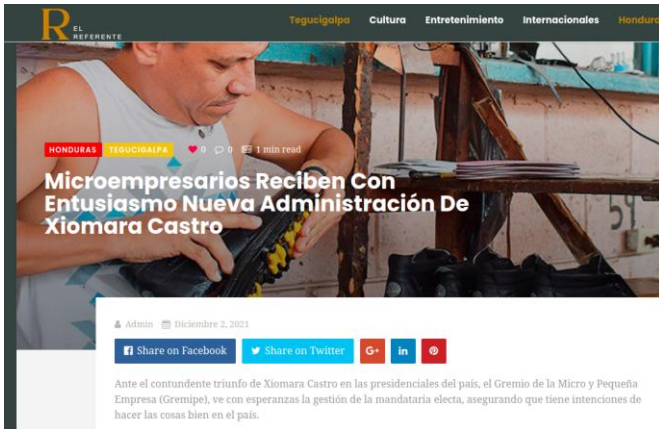 R EL
REFERENTE
Tegucigalpa Cultura Entretenimiento Internacionales
HONDURAS TEGUCIGALPA 0 0 1 min read
Microempresarios Reciben Con
Entusiasmo Nueva Administración De
Xiomara Castro
Admin Diciembre 2, 2021
Share on Facebook Share on Twitter G+ in
Ante el contundente triunfo de Xiomara Castro en las presidenciales del país, el Gremio de la Micro y Pequeña
Empresa (Gremipe), ve con esperanzas la gestión de la mandataria electa, asegurando que tiene intenciones de
hacer las cosas bien en el país.